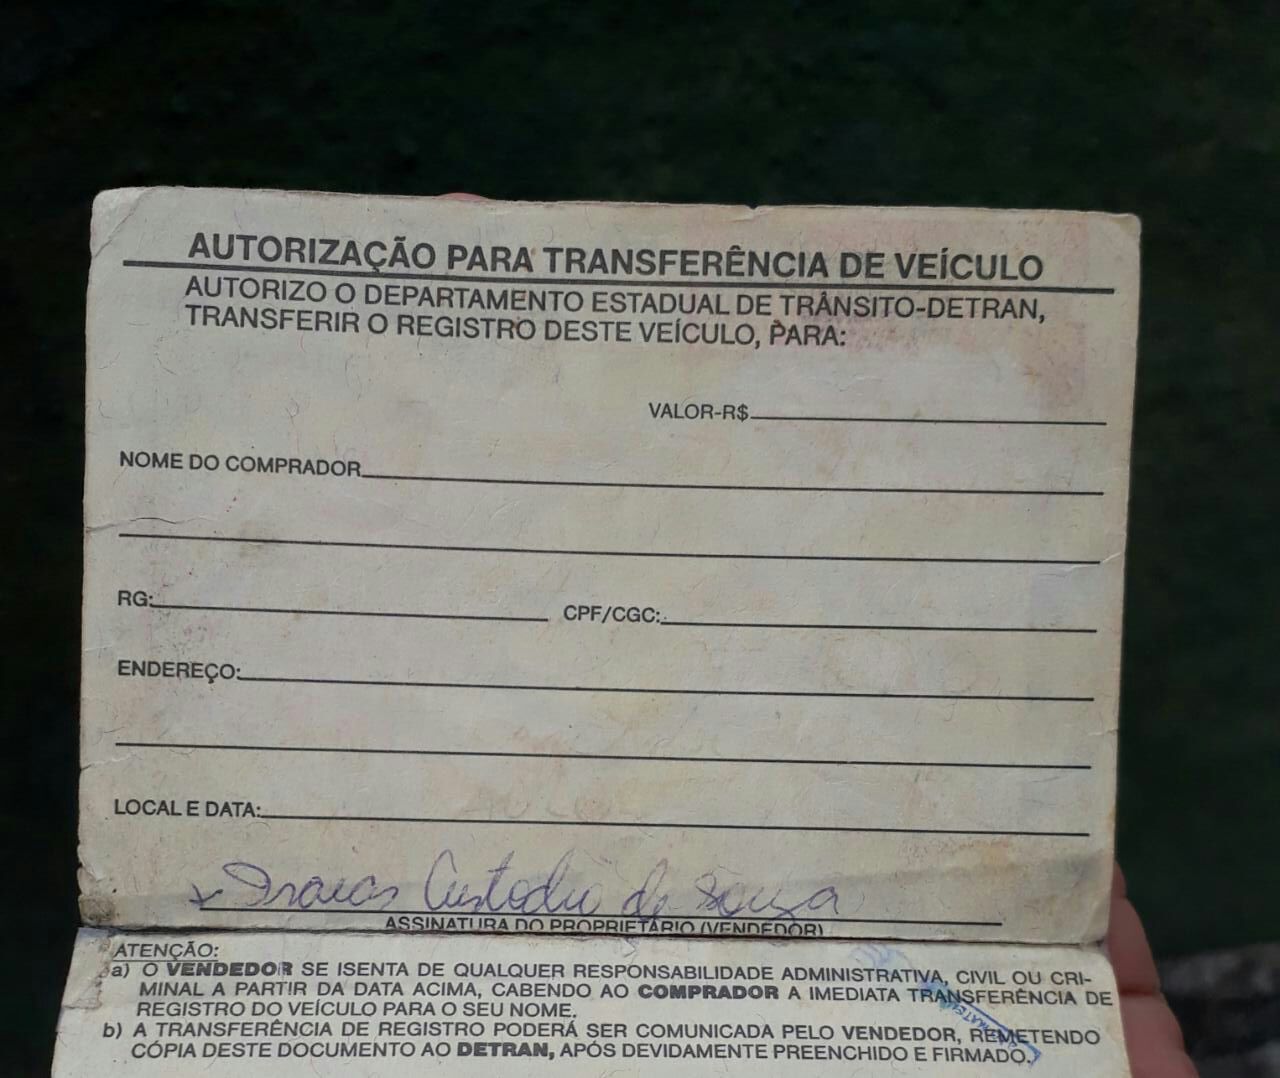 AUTORIZAÇÃO PARA TRANSFERÊNCIA DE VEÍCULO
AUTORIZO O DEPARTAMENTO ESTADUAL DE TRÂNSITO-DETRAN,
TRANSFERIR O REGISTRO DESTE VEÍCULO, PARA:
VALOR-R$
NOME DO COMPRADOR
RG: CPF/CGC:
ENDEREÇO:
LOCAL E DATA:
Custodio de Souza
ASSINATURA DO PROPRIETÁRIO (VENDEDOR)
ATENÇÃO:
a) O VENDEDOR SE ISENTA DE QUALQUER RESPONSABILIDADE ADMINISTRATIVA, CIVIL OU CRI-
MINAL A PARTIR DA DATA ACIMA, CABENDO AO COMPRADOR A IMEDIATA TRANSFERÊNCIA DE
REGISTRO DO VEÍCULO PARA O SEU NOME.
b) A TRANSFERÊNCIA DE REGISTRO PODERÁ SER COMUNICADA PELO VENDEDOR, REMETENDO
CÓPIA DESTE DOCUMENTO AO DETRAN, APÓS DEVIDAMENTE PREENCHIDO E FIRMADO.